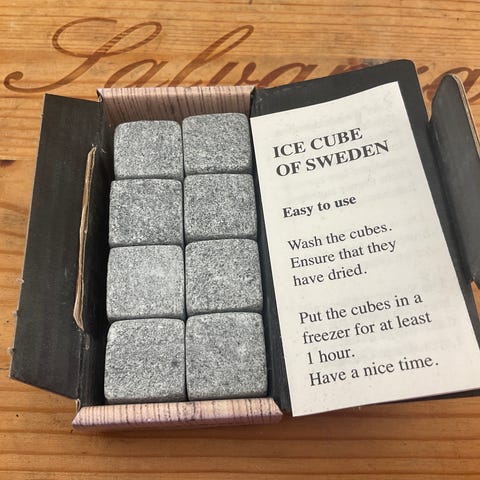 ICE CUBE
OF SWEDEN
Easy to use
Wash the cubes.
Ensure that they
have dried.
Put the cubes in a
freezer for at least
1 hour.
Have a nice time.